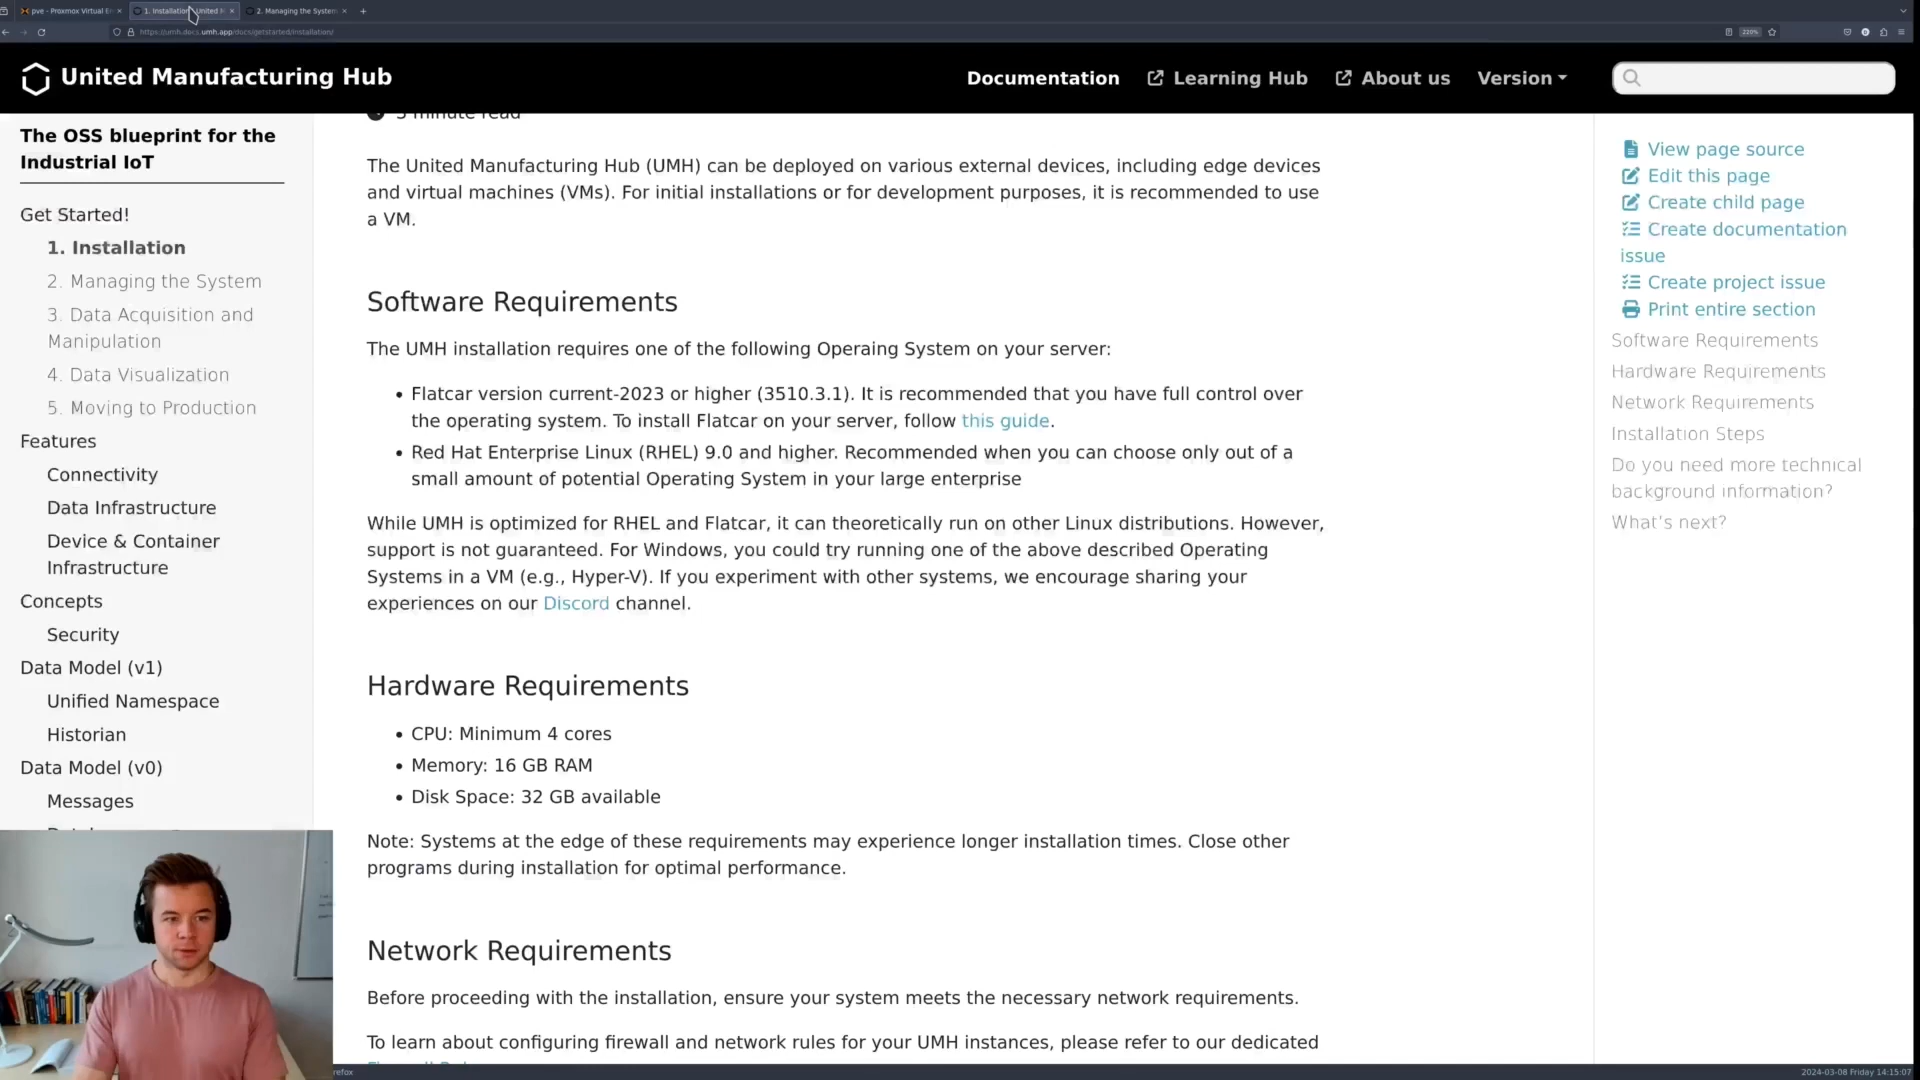 pve - Proxmox Virtual E
1. Installation
2. Managing the System
https://umh.docs.umh.app/docs/getstarted/installation/
220%
United Manufacturing Hub
Documentation
Learning Hub
About us
Version
The OSS blueprint for the
Industrial IoT
Get Started!
1. Installation
2. Managing the System
3. Data Acquisition and
Manipulation
4. Data Visualization
5. Moving to Production
Features
Connectivity
Data Infrastructure
Device & Container
Infrastructure
Concepts
Security
Data Model (v1)
Unified Namespace
Historian
Data Model (v0)
Messages
minute read
The United Manufacturing Hub (UMH) can be deployed on various external devices, including edge devices
and virtual machines (VMs). For initial installations or for development purposes, it is recommended to use
a VM.
Software Requirements
The UMH installation requires one of the following Operaing System on your server:
• Flatcar version current-2023 or higher (3510.3.1). It is recommended that you have full control over
the operating system. To install Flatcar on your server, follow this guide.
• Red Hat Enterprise Linux (RHEL) 9.0 and higher. Recommended when you can choose only out of a
small amount of potential Operating System in your large enterprise
While UMH is optimized for RHEL and Flatcar, it can theoretically run on other Linux distributions. However,
support is not guaranteed. For Windows, you could try running one of the above described Operating
Systems in a VM (e.g., Hyper-V). If you experiment with other systems, we encourage sharing your
experiences on our Discord channel.
Hardware Requirements
• CPU: Minimum 4 cores
• Memory: 16 GB RAM
• Disk Space: 32 GB available
Note: Systems at the edge of these requirements may experience longer installation times. Close other
programs during installation for optimal performance.
Network Requirements
Before proceeding with the installation, ensure your system meets the necessary network requirements.
To learn about configuring firewall and network rules for your UMH instances, please refer to our dedicated
View page source
Edit this page
Create child page
Create documentation
issue
Create project issue
Print entire section
Software Requirements
Hardware Requirements
Network Requirements
Installation Steps
Do you need more technical
background information?
What's next?
refox
2024-03-08 Friday 14:15:07